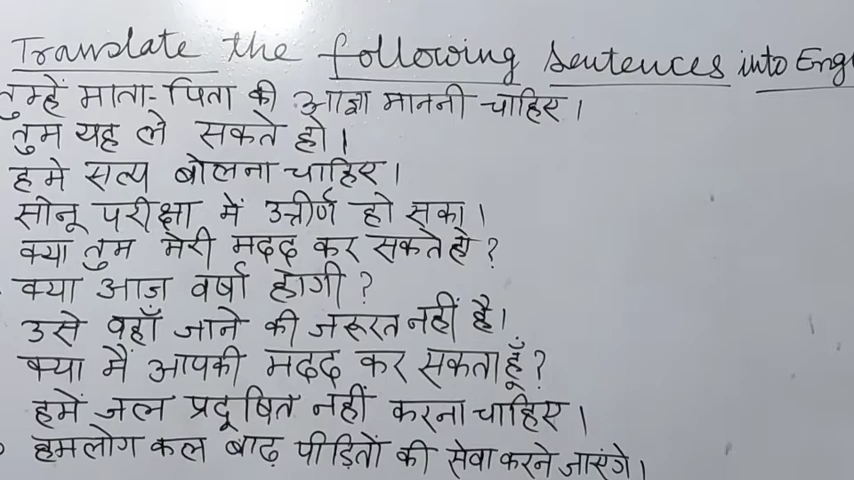 Translate the following sentences into Eng
तुम्हें माता-पिता की आज्ञा माननी चाहिए।
तुम यह ले सकते हो।
हमे सत्य बोलना चाहिए।
सोनू परीक्षा में उत्तीर्ण हो सका।
क्या तुम मेरी मदद कर सकते हो?
क्या आज वर्षा होगी?
उसे वहाँ जाने की जरूरत नहीं है।
क्या मैं आपकी मदद कर सकता हूँ?
हमें जल प्रदूषित नहीं करना चाहिए।
हमलोग कल बाढ़ पीड़ितों की सेवा करने जाएंगे।